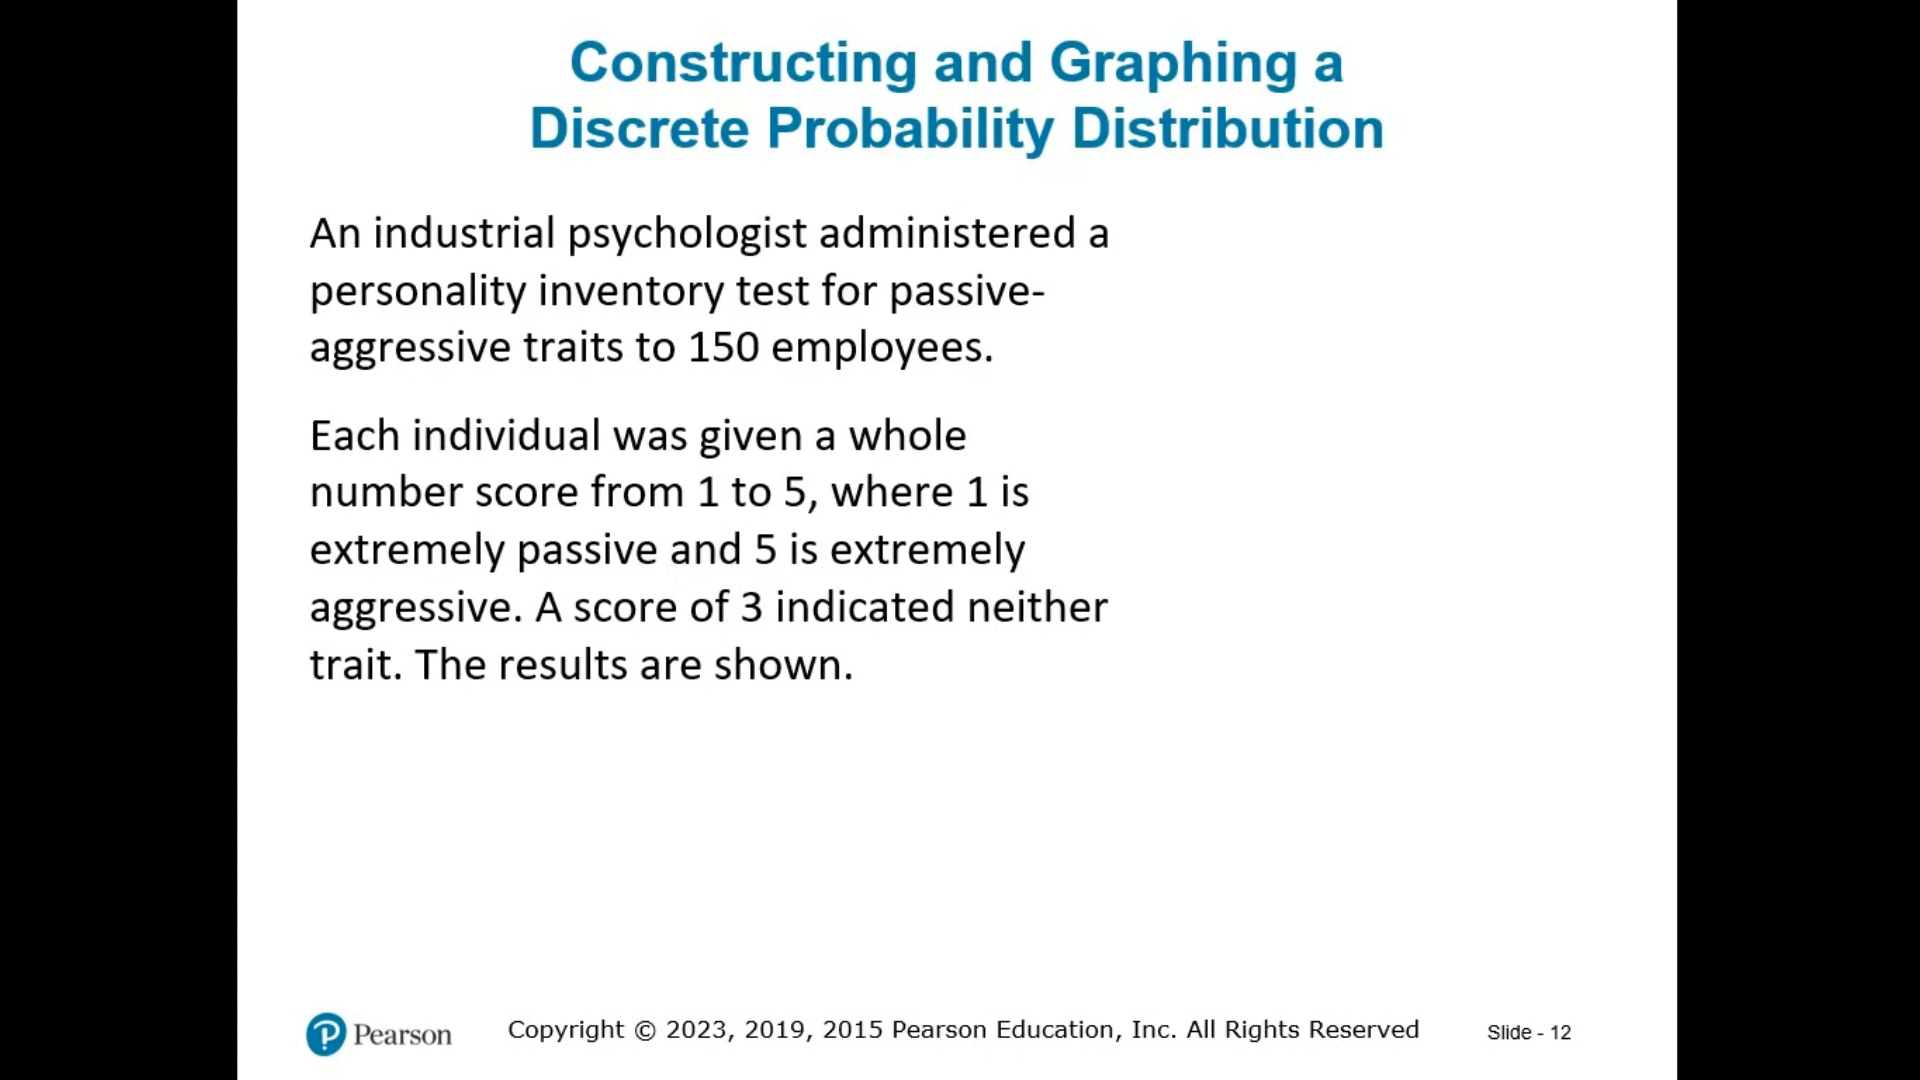 Constructing and Graphing a
Discrete Probability Distribution
An industrial psychologist administered a
personality inventory test for passive-
aggressive traits to 150 employees.
Each individual was given a whole
number score from 1 to 5, where 1 is
extremely passive and 5 is extremely
aggressive. A score of 3 indicated neither
trait. The results are shown.
Pearson Copyright © 2023, 2019, 2015 Pearson Education, Inc. All Rights Reserved Slide - 12